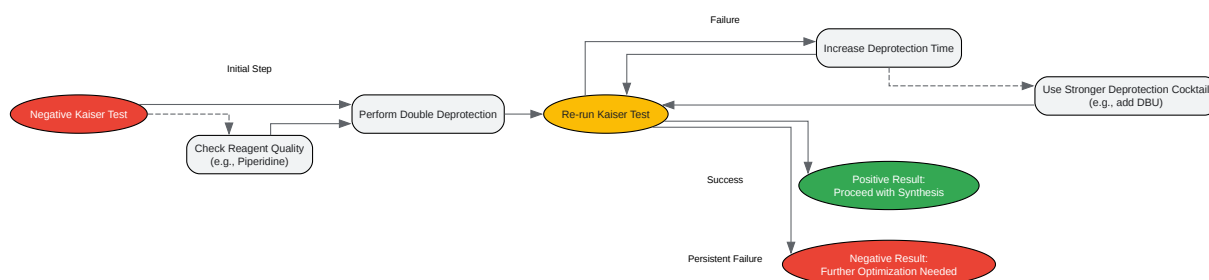 Failure
Increase Deprotection Time
Initial Step
Use Stronger Deprotection Cocktail
(e.g., add DBU)
Negative Kaiser Test
Perform Double Deprotection
Re-run Kaiser Test
Check Reagent Quality
(e.g., Piperidine)
Success
Positive Result:
Proceed with Synthesis
Persistent Failure
Negative Result:
Further Optimization Needed